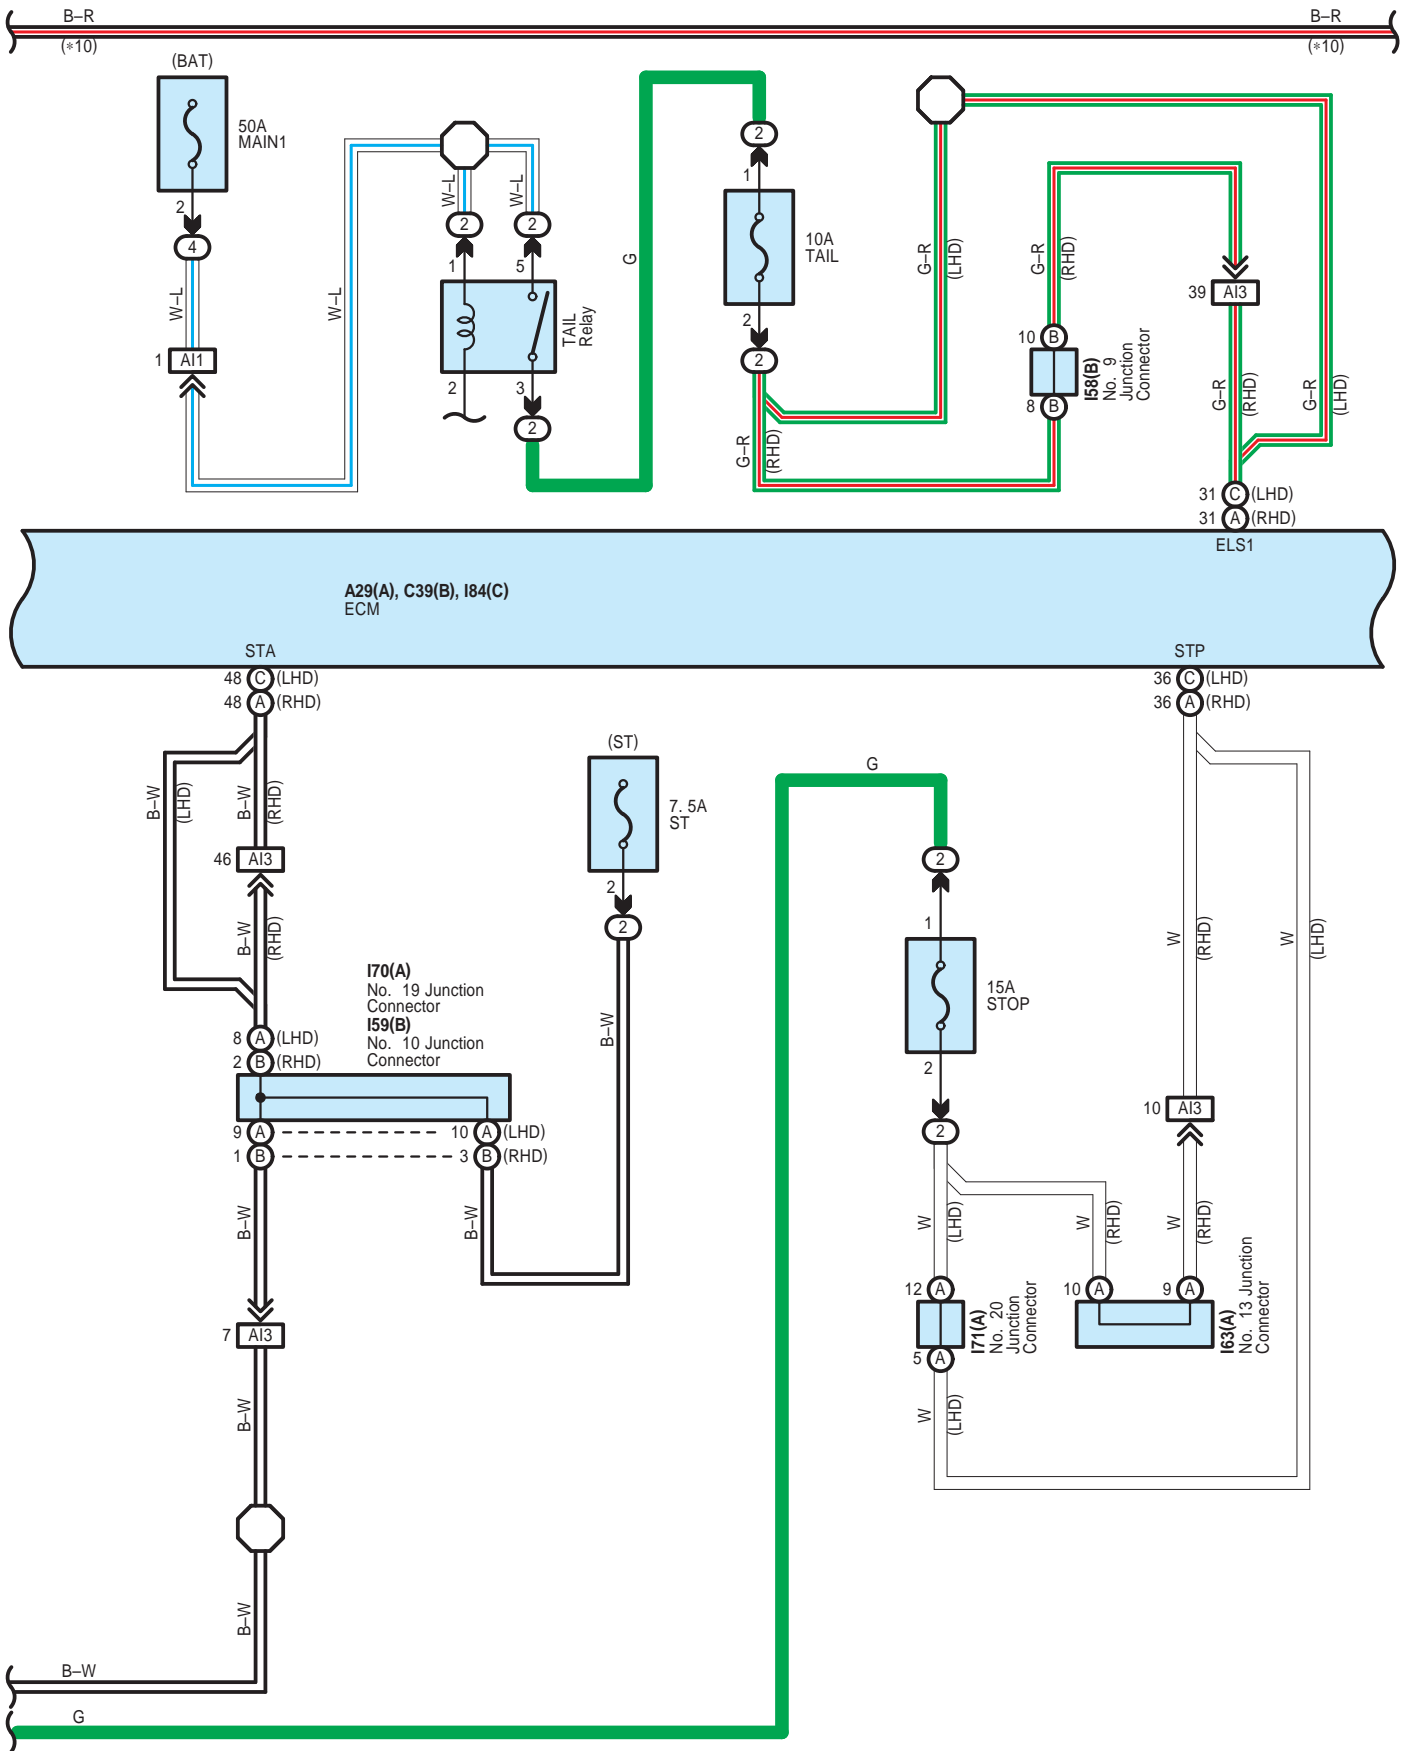 B–R
B–R
(*10)
(*10)
(BAT)
50A
MAIN1
2
4
W–L
1
AI1
W–L
W–L
W–L
2
2
1
5
TAIL
Relay
2
3
2
G
2
1
10A
TAIL
2
2
G–R
(RHD)
G–R
(LHD)
G–R
(RHD)
10
B
8
B
I58(B)
No. 9
Junction
Connector
39
AI3
G–R
(RHD)
G–R
(LHD)
31
C
(LHD)
31
A
(RHD)
ELS1
A29(A), C39(B), I84(C)
ECM
STA
STP
48
C
(LHD)
48
A
(RHD)
36
C
(LHD)
36
A
(RHD)
B–W
(LHD)
B–W
(RHD)
46
AI3
B–W
(RHD)
(ST)
7. 5A
ST
2
2
B–W
I70(A)
No. 19 Junction
Connector
I59(B)
No. 10 Junction
Connector
8
A
(LHD)
2
B
(RHD)
9
A
10
A
(LHD)
1
B
3
B
(RHD)
B–W
B–W
7
AI3
B–W
B–W
G
2
1
15A
STOP
2
2
W
(RHD)
W
(LHD)
10
AI3
W
(LHD)
W
(RHD)
W
(RHD)
12
A
10
A
9
A
I71(A)
No. 20
Junction
Connector
I63(A)
No. 13 Junction
Connector
5
A
W
(LHD)
B–W
G